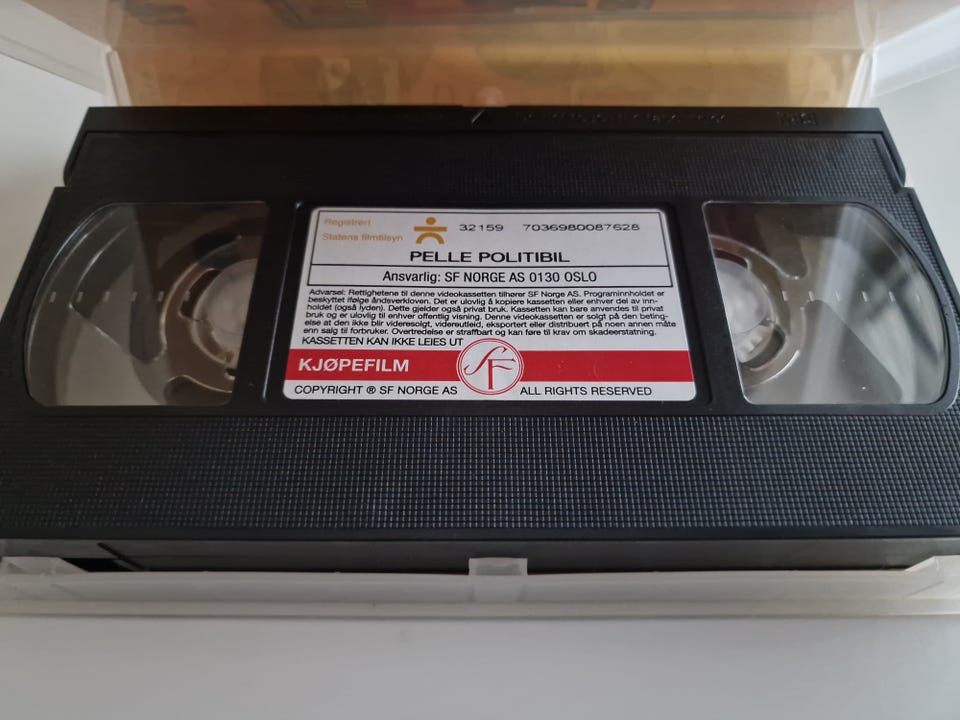 Registrert
Statens filmtilsyn
32159 7036980087628
PELLE POLITIBIL
Ansvarlig: SF NORGE AS 0130 OSLO
Advarsel: Rettighetene til denne videokassetten tilhører SF Norge AS. Programinnholdet er
beskyttet ifølge åndsverkloven. Det er ulovlig å kopiere kassetten eller enhver del av inn-
holdet (også lyden). Dette gjelder også privat bruk. Kassetten kan bare anvendes til privat
bruk og er ulovlig til enhver offentlig visning. Denne videokassetten er solgt på den beting-
else at den ikke blir videresolgt, videreutleid, eksportert eller distribuert på noen annen måte
enn salg til forbruker. Overtredelse er straffbart og kan føre til krav om skadeerstatning.
KASSETTEN KAN IKKE LEIES UT
KJØPEFILM
SF
COPYRIGHT ® SF NORGE AS ALL RIGHTS RESERVED